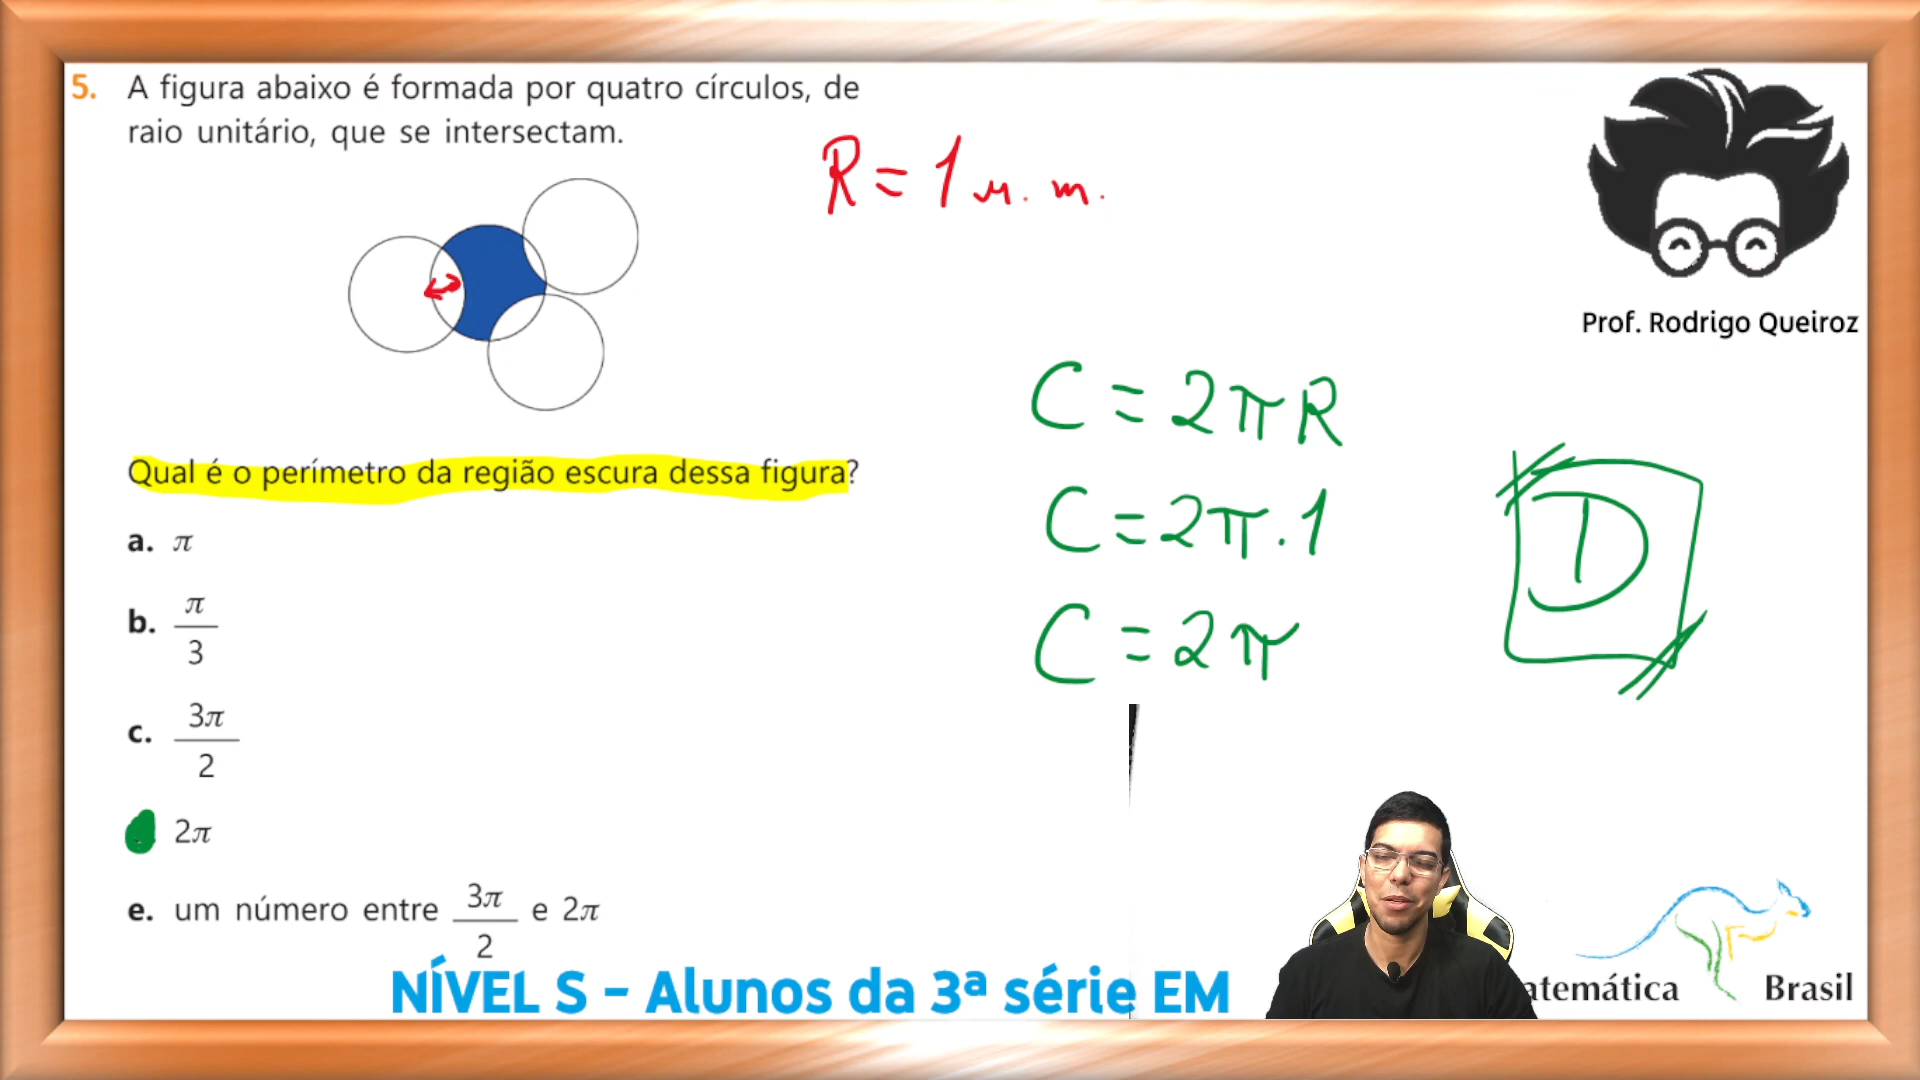 5. A figura abaixo é formada por quatro círculos, de
raio unitário, que se intersectam.
R = 1 u. m.
Prof. Rodrigo Queiroz
Qual é o perímetro da região escura dessa figura?
a. π
b. π/3
c. 3π/2
2π
e. um número entre 3π/2 e 2π
C = 2πR
C = 2π.1
C = 2π
D
NÍVEL S - Alunos da 3ª série EM
atemática Brasil